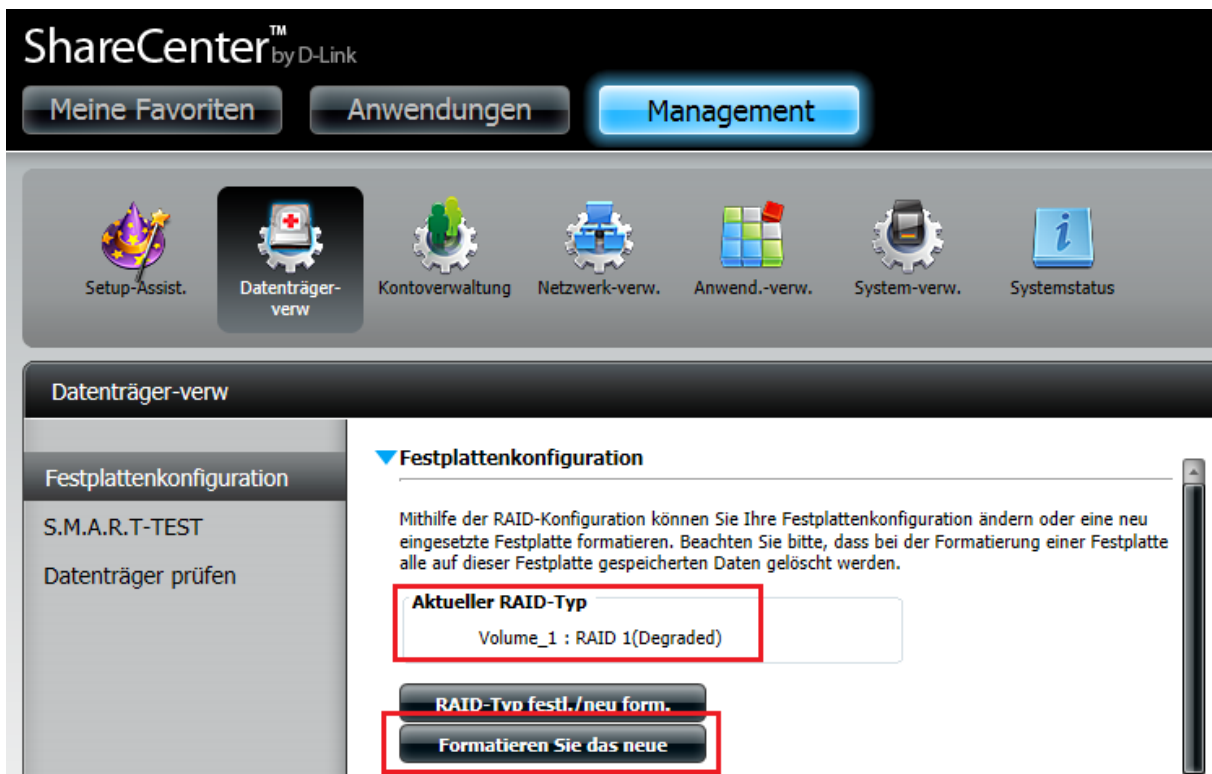 ShareCenter™ by D-Link
Meine Favoriten
Anwendungen
Management
Setup-Assist.
Datenträger-
verw
Kontoverwaltung
Netzwerk-verw.
Anwend.-verw.
System-verw.
Systemstatus
Datenträger-verw
Festplattenkonfiguration
S.M.A.R.T-TEST
Datenträger prüfen
Festplattenkonfiguration
Mithilfe der RAID-Konfiguration können Sie Ihre Festplattenkonfiguration ändern oder eine neu
eingesetzte Festplatte formatieren. Beachten Sie bitte, dass bei der Formatierung einer Festplatte
alle auf dieser Festplatte gespeicherten Daten gelöscht werden.
Aktueller RAID-Typ
Volume_1 : RAID 1(Degraded)
RAID-Typ festl./neu form.
Formatieren Sie das neue